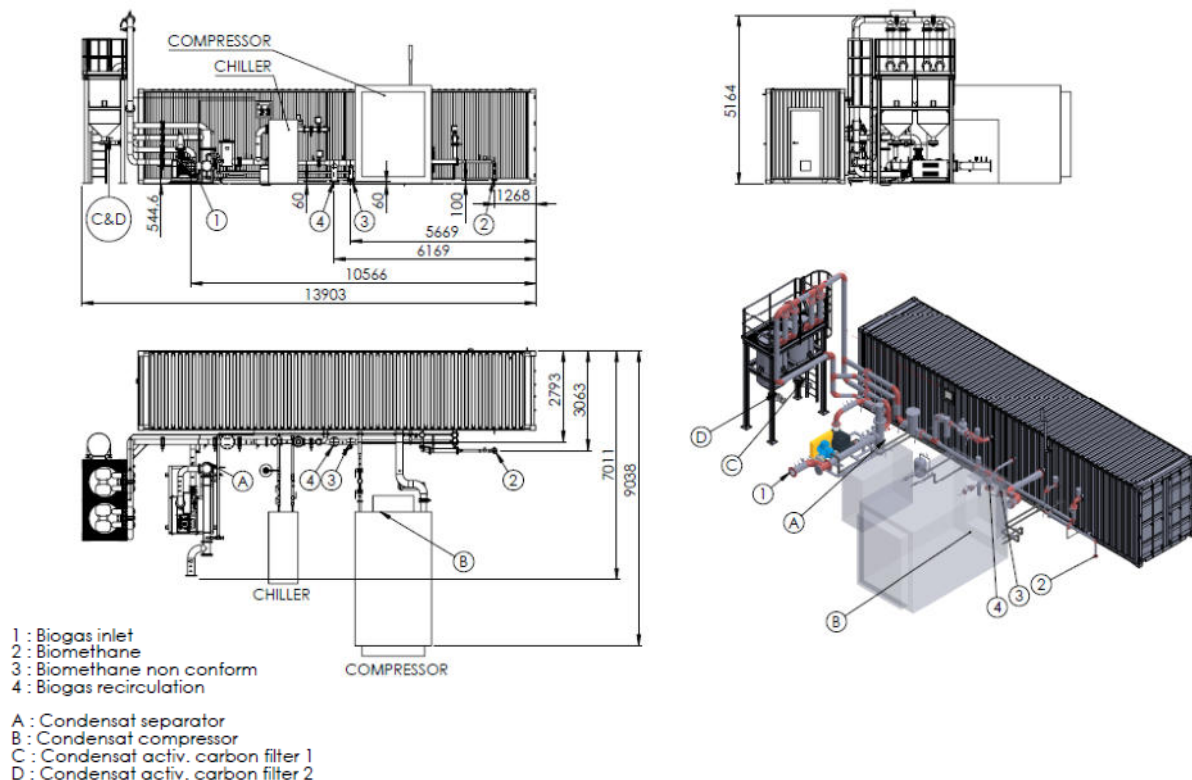 COMPRESSOR
CHILLER
C&D
544,6
1
60
4
3
60
100
2
1268
5669
6169
10566
13903
5164
2793
3063
7011
9038
A
4
3
2
B
CHILLER
COMPRESSOR
D
C
1
A
B
4
3
2
1 : Biogas inlet
2 : Biomethane
3 : Biomethane non conform
4 : Biogas recirculation
A : Condensat separator
B : Condensat compressor
C : Condensat activ. carbon filter 1
D : Condensat activ. carbon filter 2